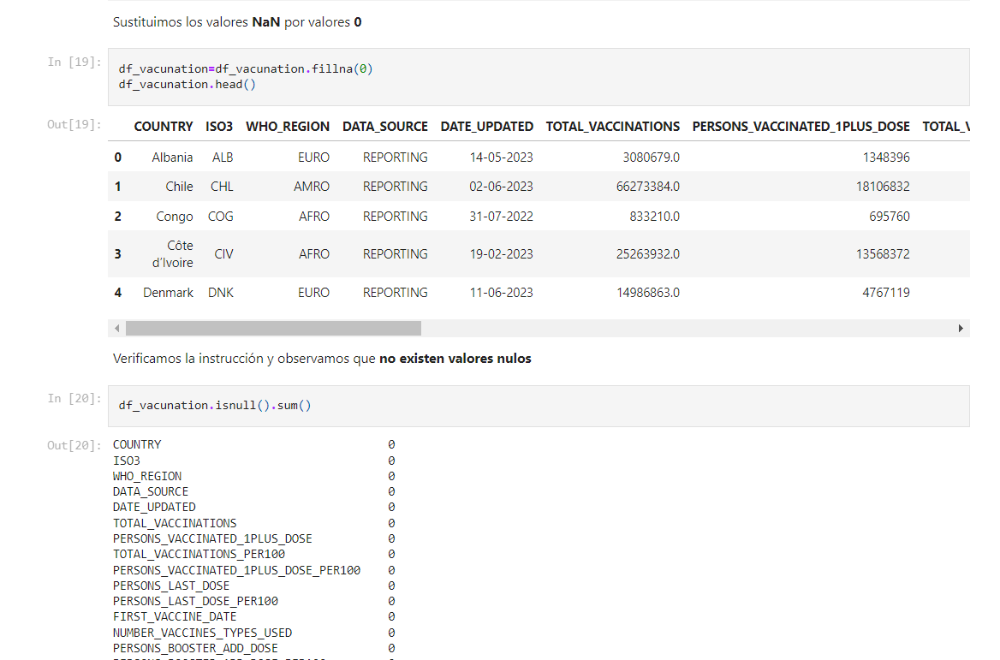 Sustituimos los valores NaN por valores 0
In [19]: df_vacunation=df_vacunation.fillna(0)
df_vacunation.head()
Out[19]: COUNTRY ISO3 WHO_REGION DATA_SOURCE DATE_UPDATED TOTAL_VACCINATIONS PERSONS_VACCINATED_1PLUS_DOSE TOTAL_V
0 Albania ALB EURO REPORTING 14-05-2023 3080679.0 1348396
1 Chile CHL AMRO REPORTING 02-06-2023 66273384.0 18106832
2 Congo COG AFRO REPORTING 31-07-2022 833210.0 695760
3 Côte d’Ivoire CIV AFRO REPORTING 19-02-2023 25263932.0 13568372
4 Denmark DNK EURO REPORTING 11-06-2023 14986863.0 4767119
Verificamos la instrucción y observamos que no existen valores nulos
In [20]: df_vacunation.isnull().sum()
Out[20]: COUNTRY 0
ISO3 0
WHO_REGION 0
DATA_SOURCE 0
DATE_UPDATED 0
TOTAL_VACCINATIONS 0
PERSONS_VACCINATED_1PLUS_DOSE 0
TOTAL_VACCINATIONS_PER100 0
PERSONS_VACCINATED_1PLUS_DOSE_PER100 0
PERSONS_LAST_DOSE 0
PERSONS_LAST_DOSE_PER100 0
FIRST_VACCINE_DATE 0
NUMBER_VACCINES_TYPES_USED 0
PERSONS_BOOSTER_ADD_DOSE 0